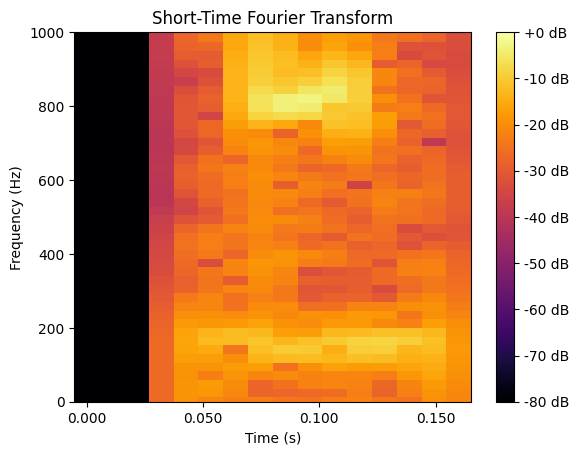 Short-Time Fourier Transform
Frequency (Hz)
1000
800
600
400
200
0
0.000
0.050
0.100
0.150
Time (s)
+0 dB
-10 dB
-20 dB
-30 dB
-40 dB
-50 dB
-60 dB
-70 dB
-80 dB